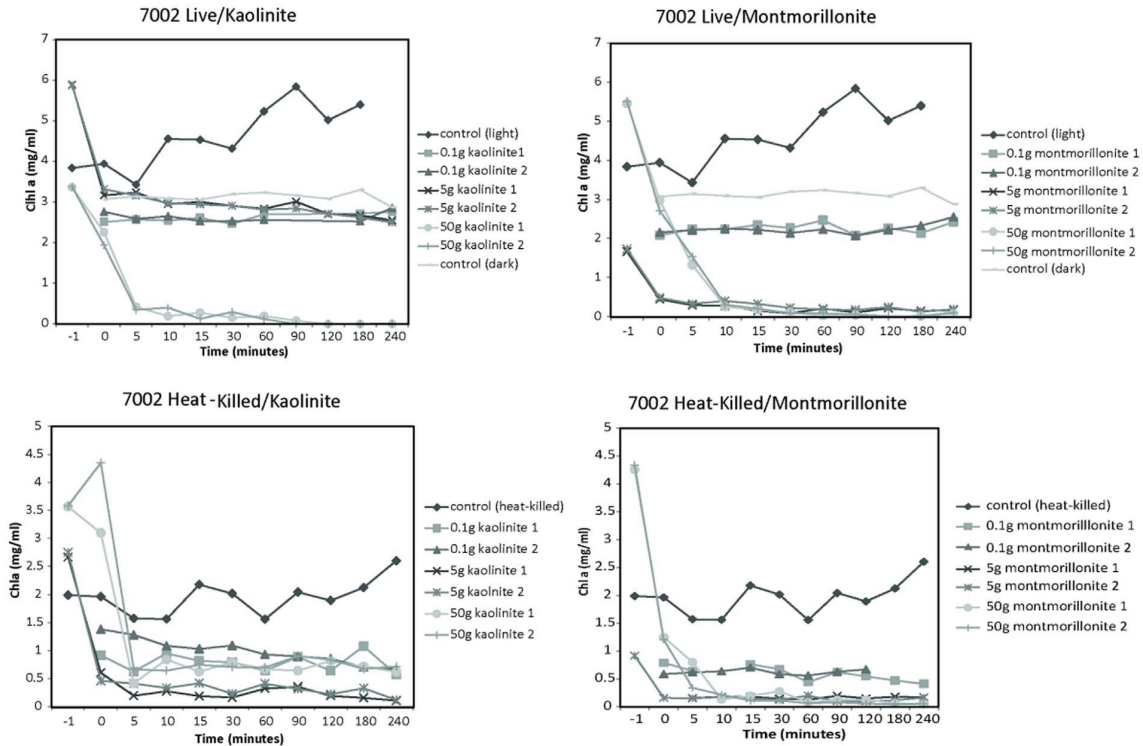 7002 Live/Kaolinite
7
6
5
4
3
2
1
0
Clhl a (mg/ml)
-1 0 5 10 15 30 60 90 120 180 240
Time (minutes)
control (light)
0.1g kaolinite1
0.1g kaolinite 2
5g kaolinite 1
5g kaolinite 2
50g kaolinite 1
50g kaolinite 2
control (dark)
7002 Live/Montmorillonite
7
6
5
4
3
2
1
0
Chl a (mg/ml)
-1 0 5 10 15 30 60 90 120 180 240
Time (minutes)
control (light)
0.1g montmorillonite 1
0.1g montmorillonite 2
5g montmorillonite 1
5g montmorillonite 2
50g montmorillonite 1
50g montmorillonite 2
control (dark)
7002 Heat -Killed/Kaolinite
5
4.5
4
3.5
3
2.5
2
1.5
1
0.5
0
Chla (mg/ml)
-1 0 5 10 15 30 60 90 120 180 240
Time (minutes)
control (heat-killed)
0.1g kaolinite 1
0.1g kaolinite 2
5g kaolinite 1
5g kaolinite 2
50g kaolinite 1
50g kaolinite 2
7002 Heat-Killed/Montmorillonite
5
4.5
4
3.5
3
2.5
2
1.5
1
0.5
0
Chl a (mg/ml)
-1 0 5 10 15 30 60 90 120 180 240
Time (minutes)
control (heat-killed)
0.1g montmorilllonite 1
0.1g montmorillonite 2
5g montmorillonite 1
5g montmorillonite 2
50g montmorilllonite 1
50g montmorillonite 2